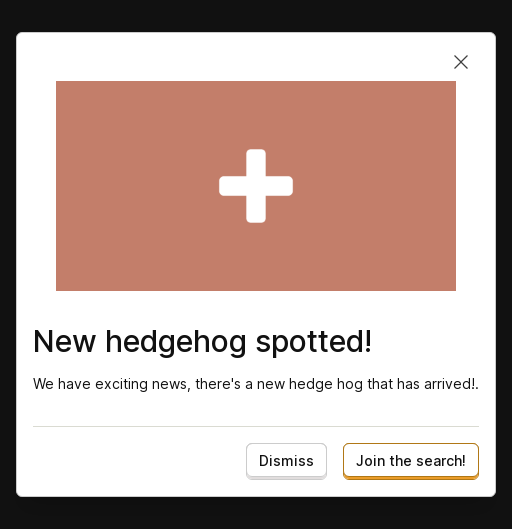 New hedgehog spotted!
We have exciting news, there's a new hedge hog that has arrived!.
Dismiss
Join the search!